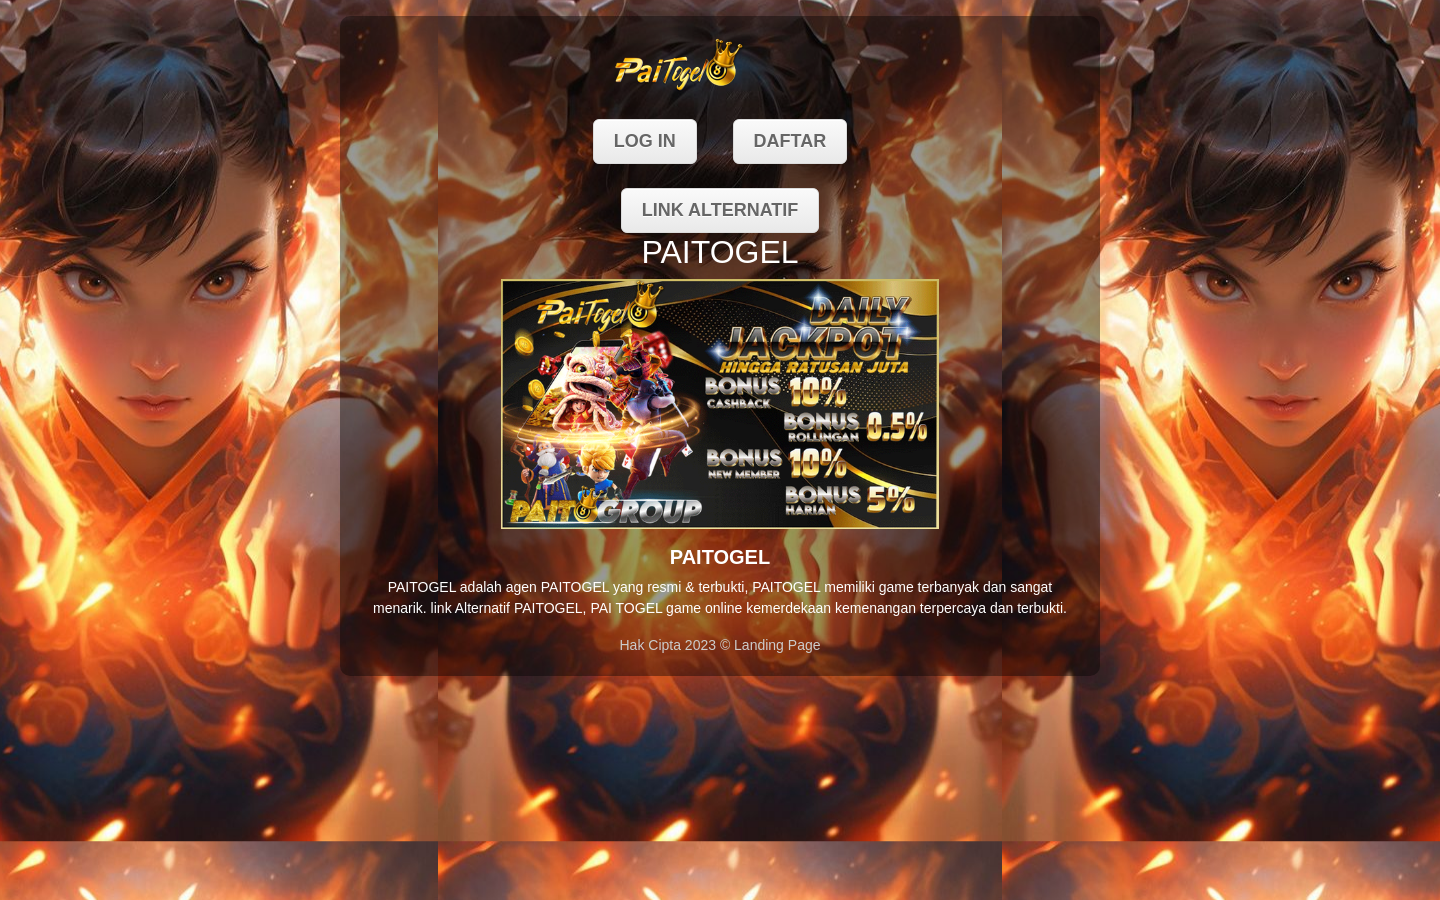 PaiTogel 8
LOG IN
DAFTAR
LINK ALTERNATIF
PAITOGEL
PaiTogel 8
DAILY
JACKPOT
HINGGA RATUSAN JUTA
BONUS 10%
CASHBACK
BONUS 0.5%
ROLLINGAN
BONUS 10%
NEW MEMBER
BONUS 5%
HARIAN
PAITO8GROUP
PAITOGEL
PAITOGEL adalah agen PAITOGEL yang resmi & terbukti, PAITOGEL memiliki game terbanyak dan sangat
menarik. link Alternatif PAITOGEL, PAI TOGEL game online kemerdekaan kemenangan terpercaya dan terbukti.
Hak Cipta 2023 © Landing Page